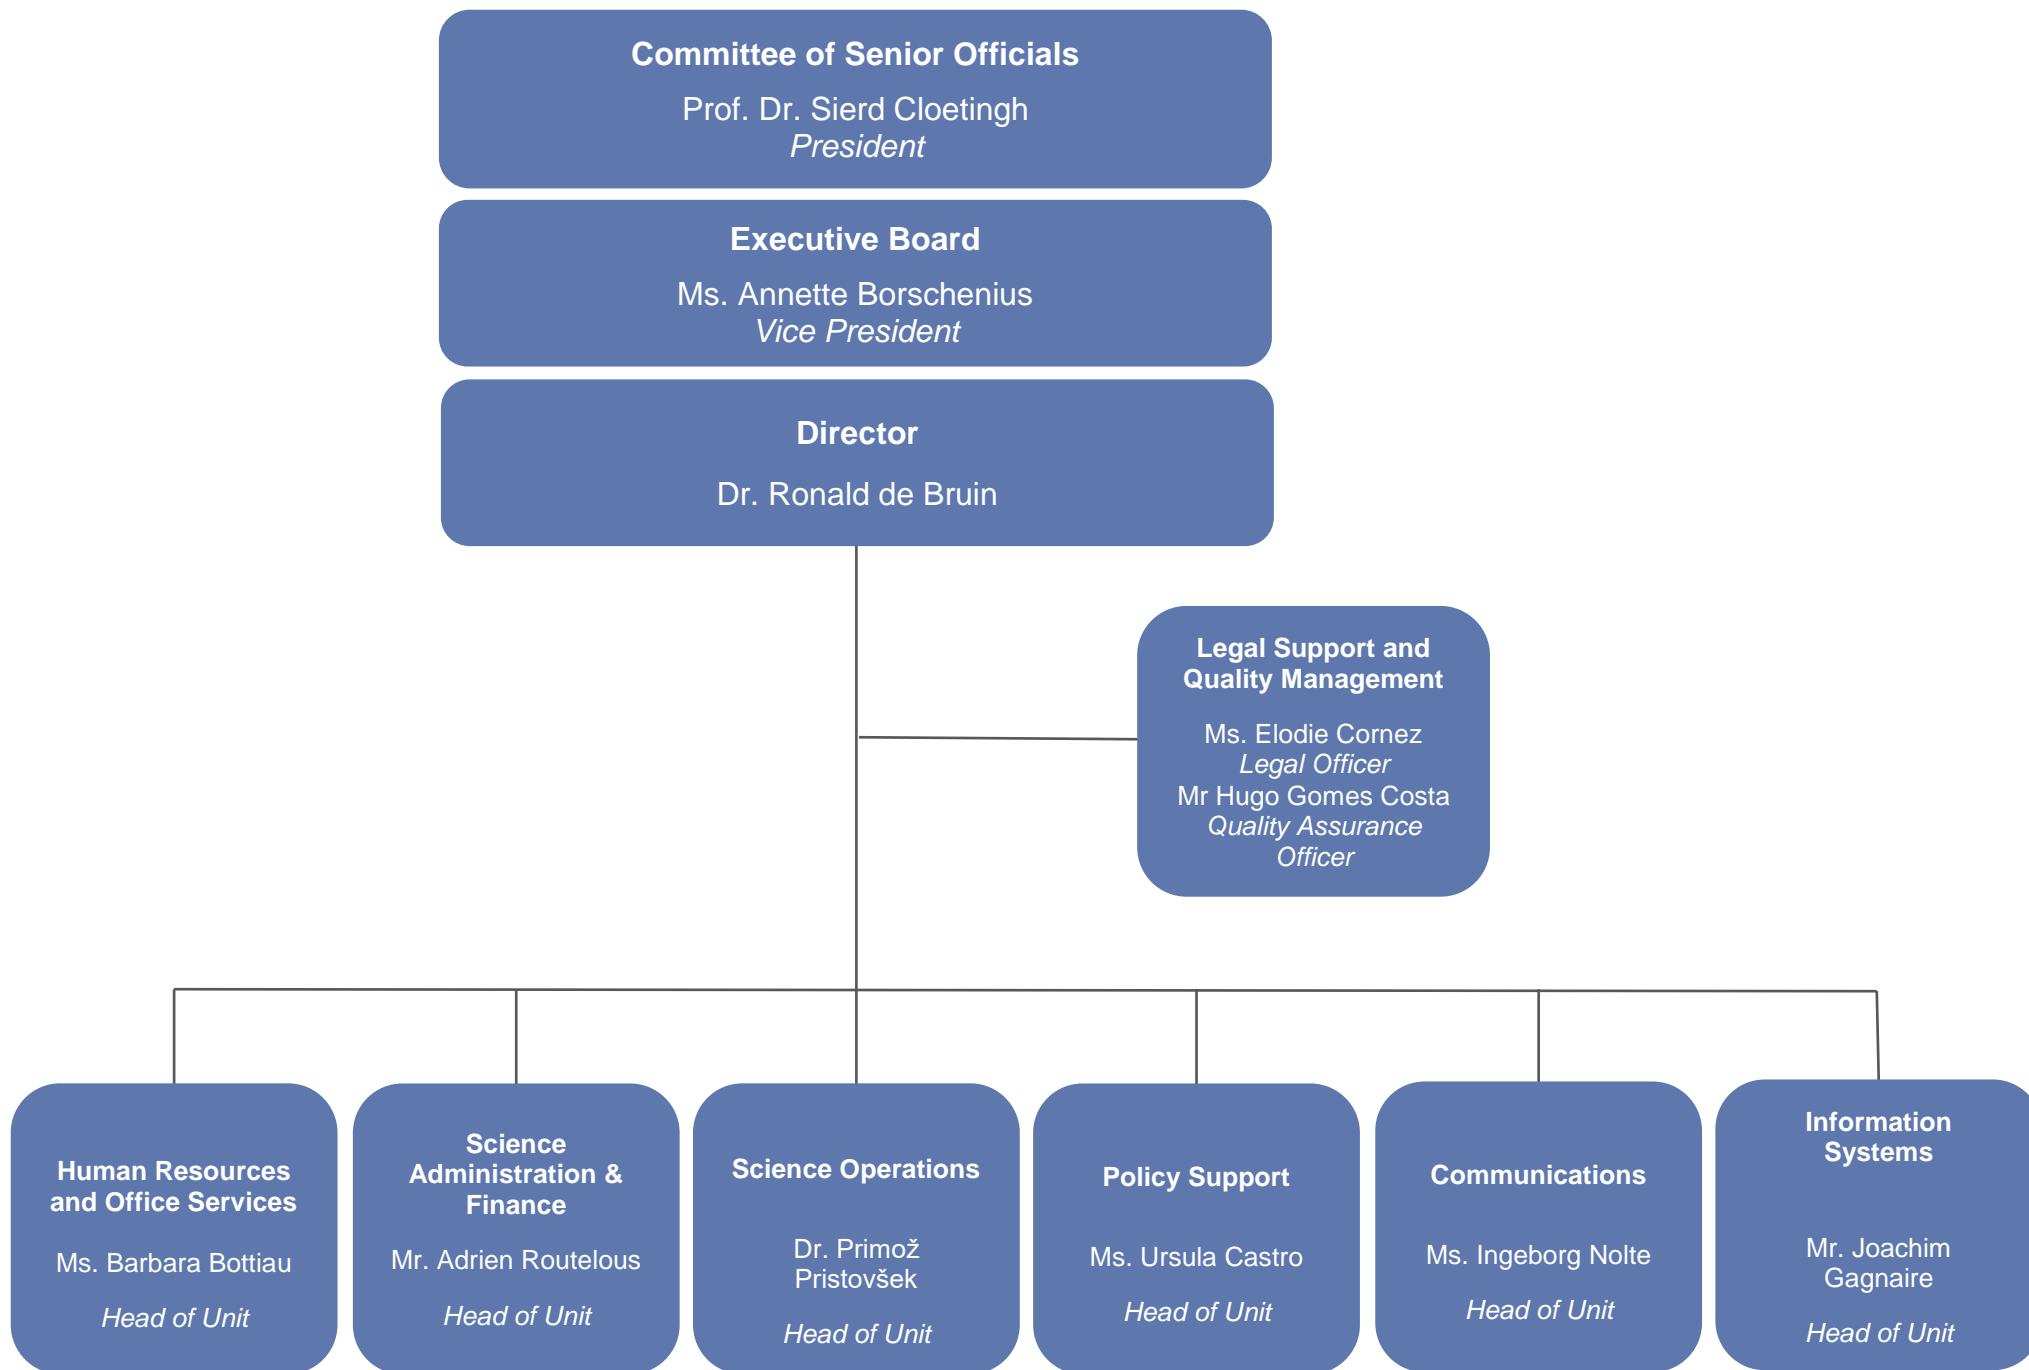 Committee of Senior Officials
Prof. Dr. Sierd Cloetingh
President
Executive Board
Ms. Annette Borschenius
Vice President
Director
Dr. Ronald de Bruin
Legal Support and
Quality Management
Ms. Elodie Cornez
Legal Officer
Mr Hugo Gomes Costa
Quality Assurance
Officer
Human Resources
and Office Services
Ms. Barbara Bottiau
Head of Unit
Science
Administration &
Finance
Mr. Adrien Routelous
Head of Unit
Science Operations
Dr. Primož
Pristovšek
Head of Unit
Policy Support
Ms. Ursula Castro
Head of Unit
Communications
Ms. Ingeborg Nolte
Head of Unit
Information
Systems
Mr. Joachim
Gagnaire
Head of Unit